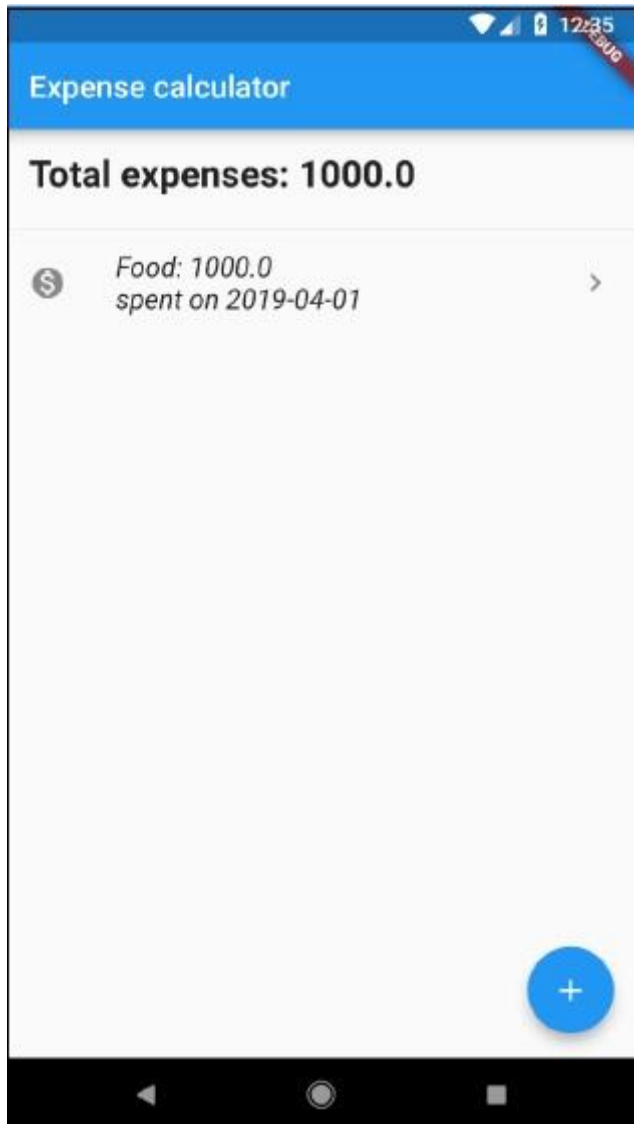 12:35
DEBUG
Expense calculator
Total expenses: 1000.0
Food: 1000.0
spent on 2019-04-01